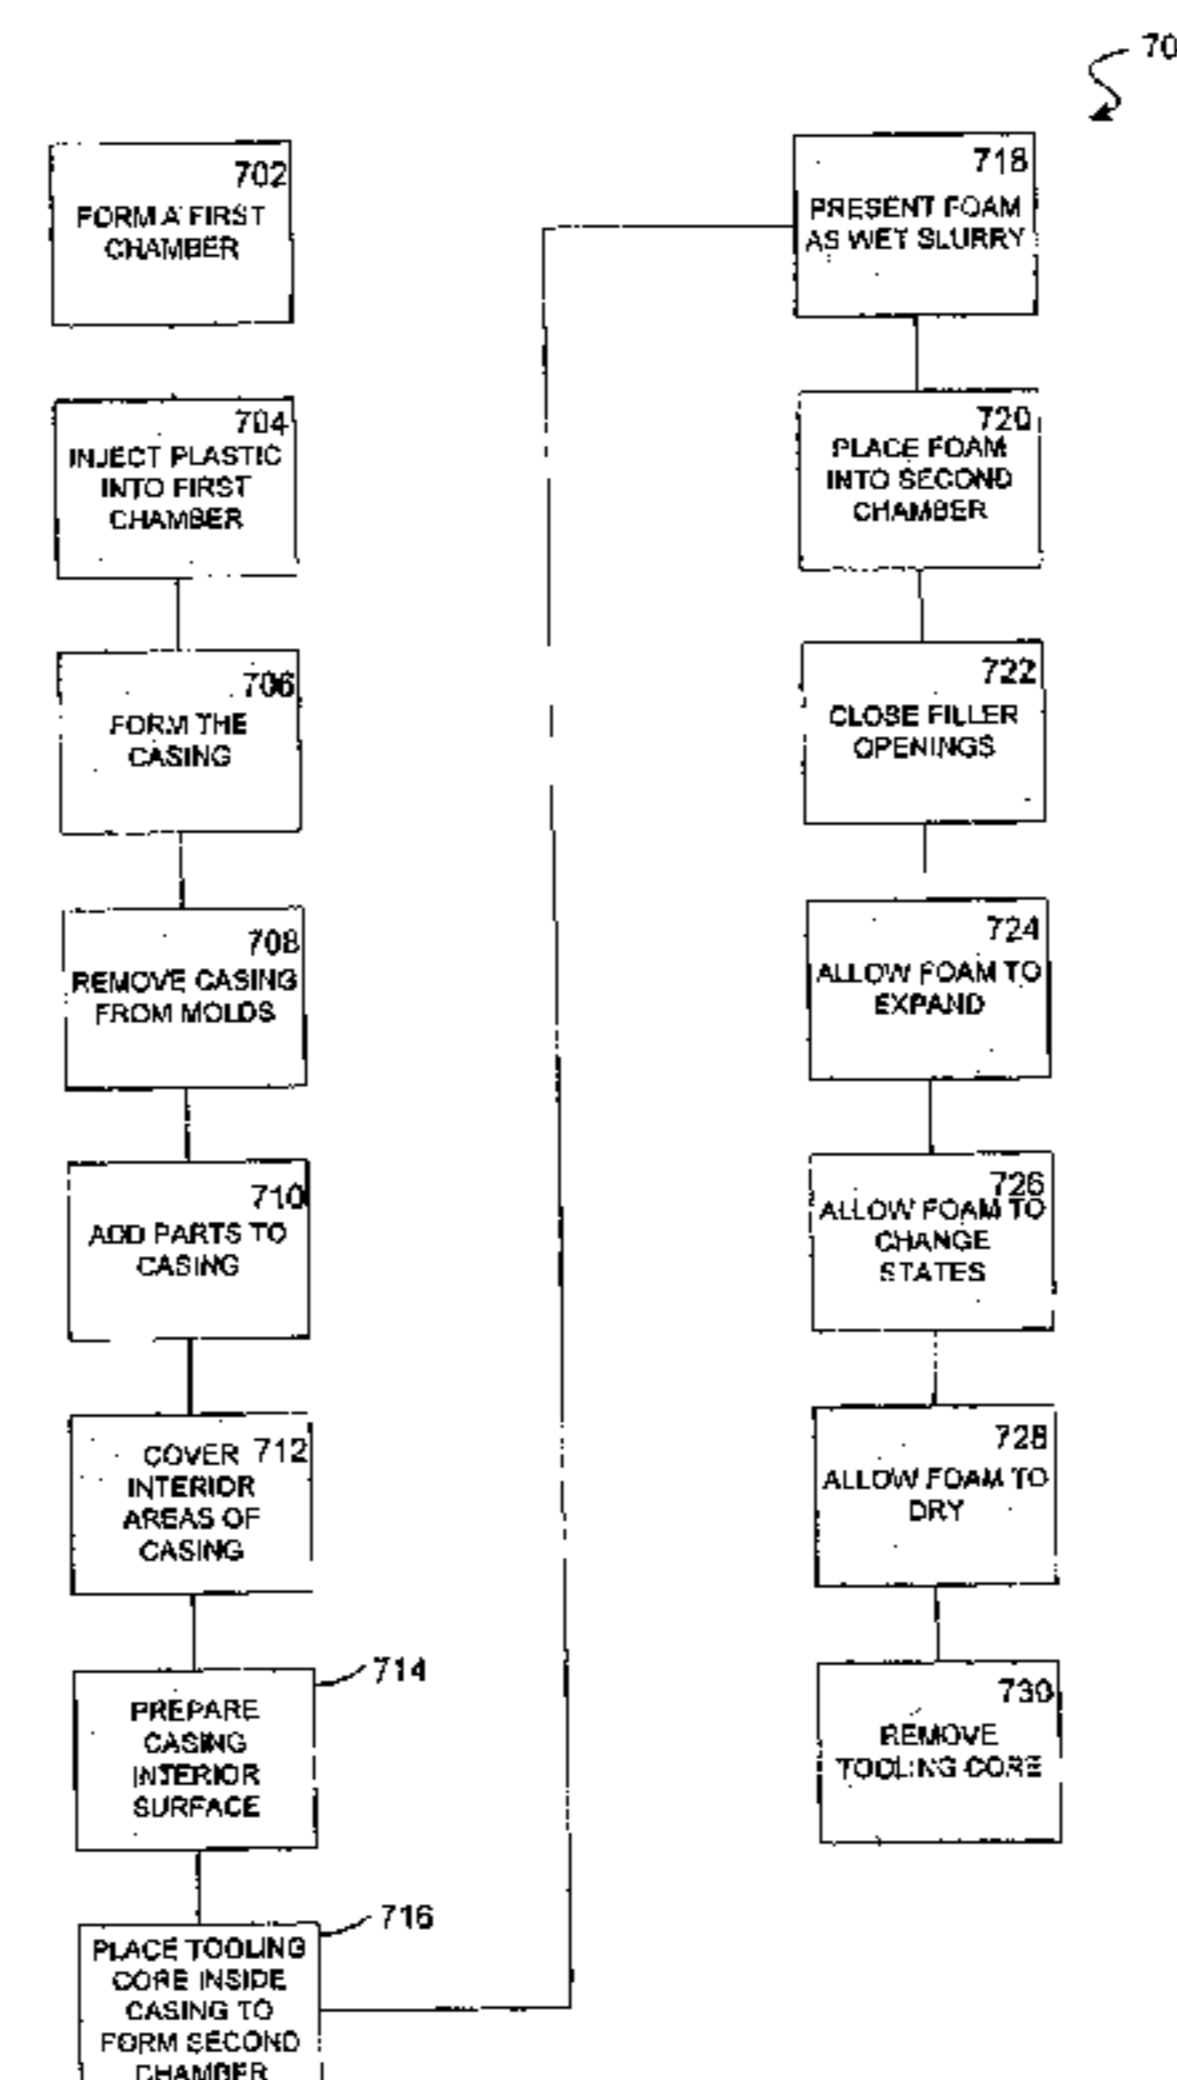 70
702
FORM A FIRST
CHAMBER
704
INJECT PLASTIC
INTO FIRST
CHAMBER
706
FORM THE
CASING
708
REMOVE CASING
FROM MOLDS
710
ADD PARTS TO
CASING
COVER 712
INTERIOR
AREAS OF
CASING
714
PREPARE
CASING
INTERIOR
SURFACE
716
PLACE TOOLING
CORE INSIDE
CASING TO
FORM SECOND
CHAMBER
718
PRESENT FOAM
AS WET SLURRY
720
PLACE FOAM
INTO SECOND
CHAMBER
722
CLOSE FILLER
OPENINGS
724
ALLOW FOAM TO
EXPAND
726
ALLOW FOAM TO
CHANGE
STATES
728
ALLOW FOAM TO
DRY
730
REMOVE
TOOLING CORE